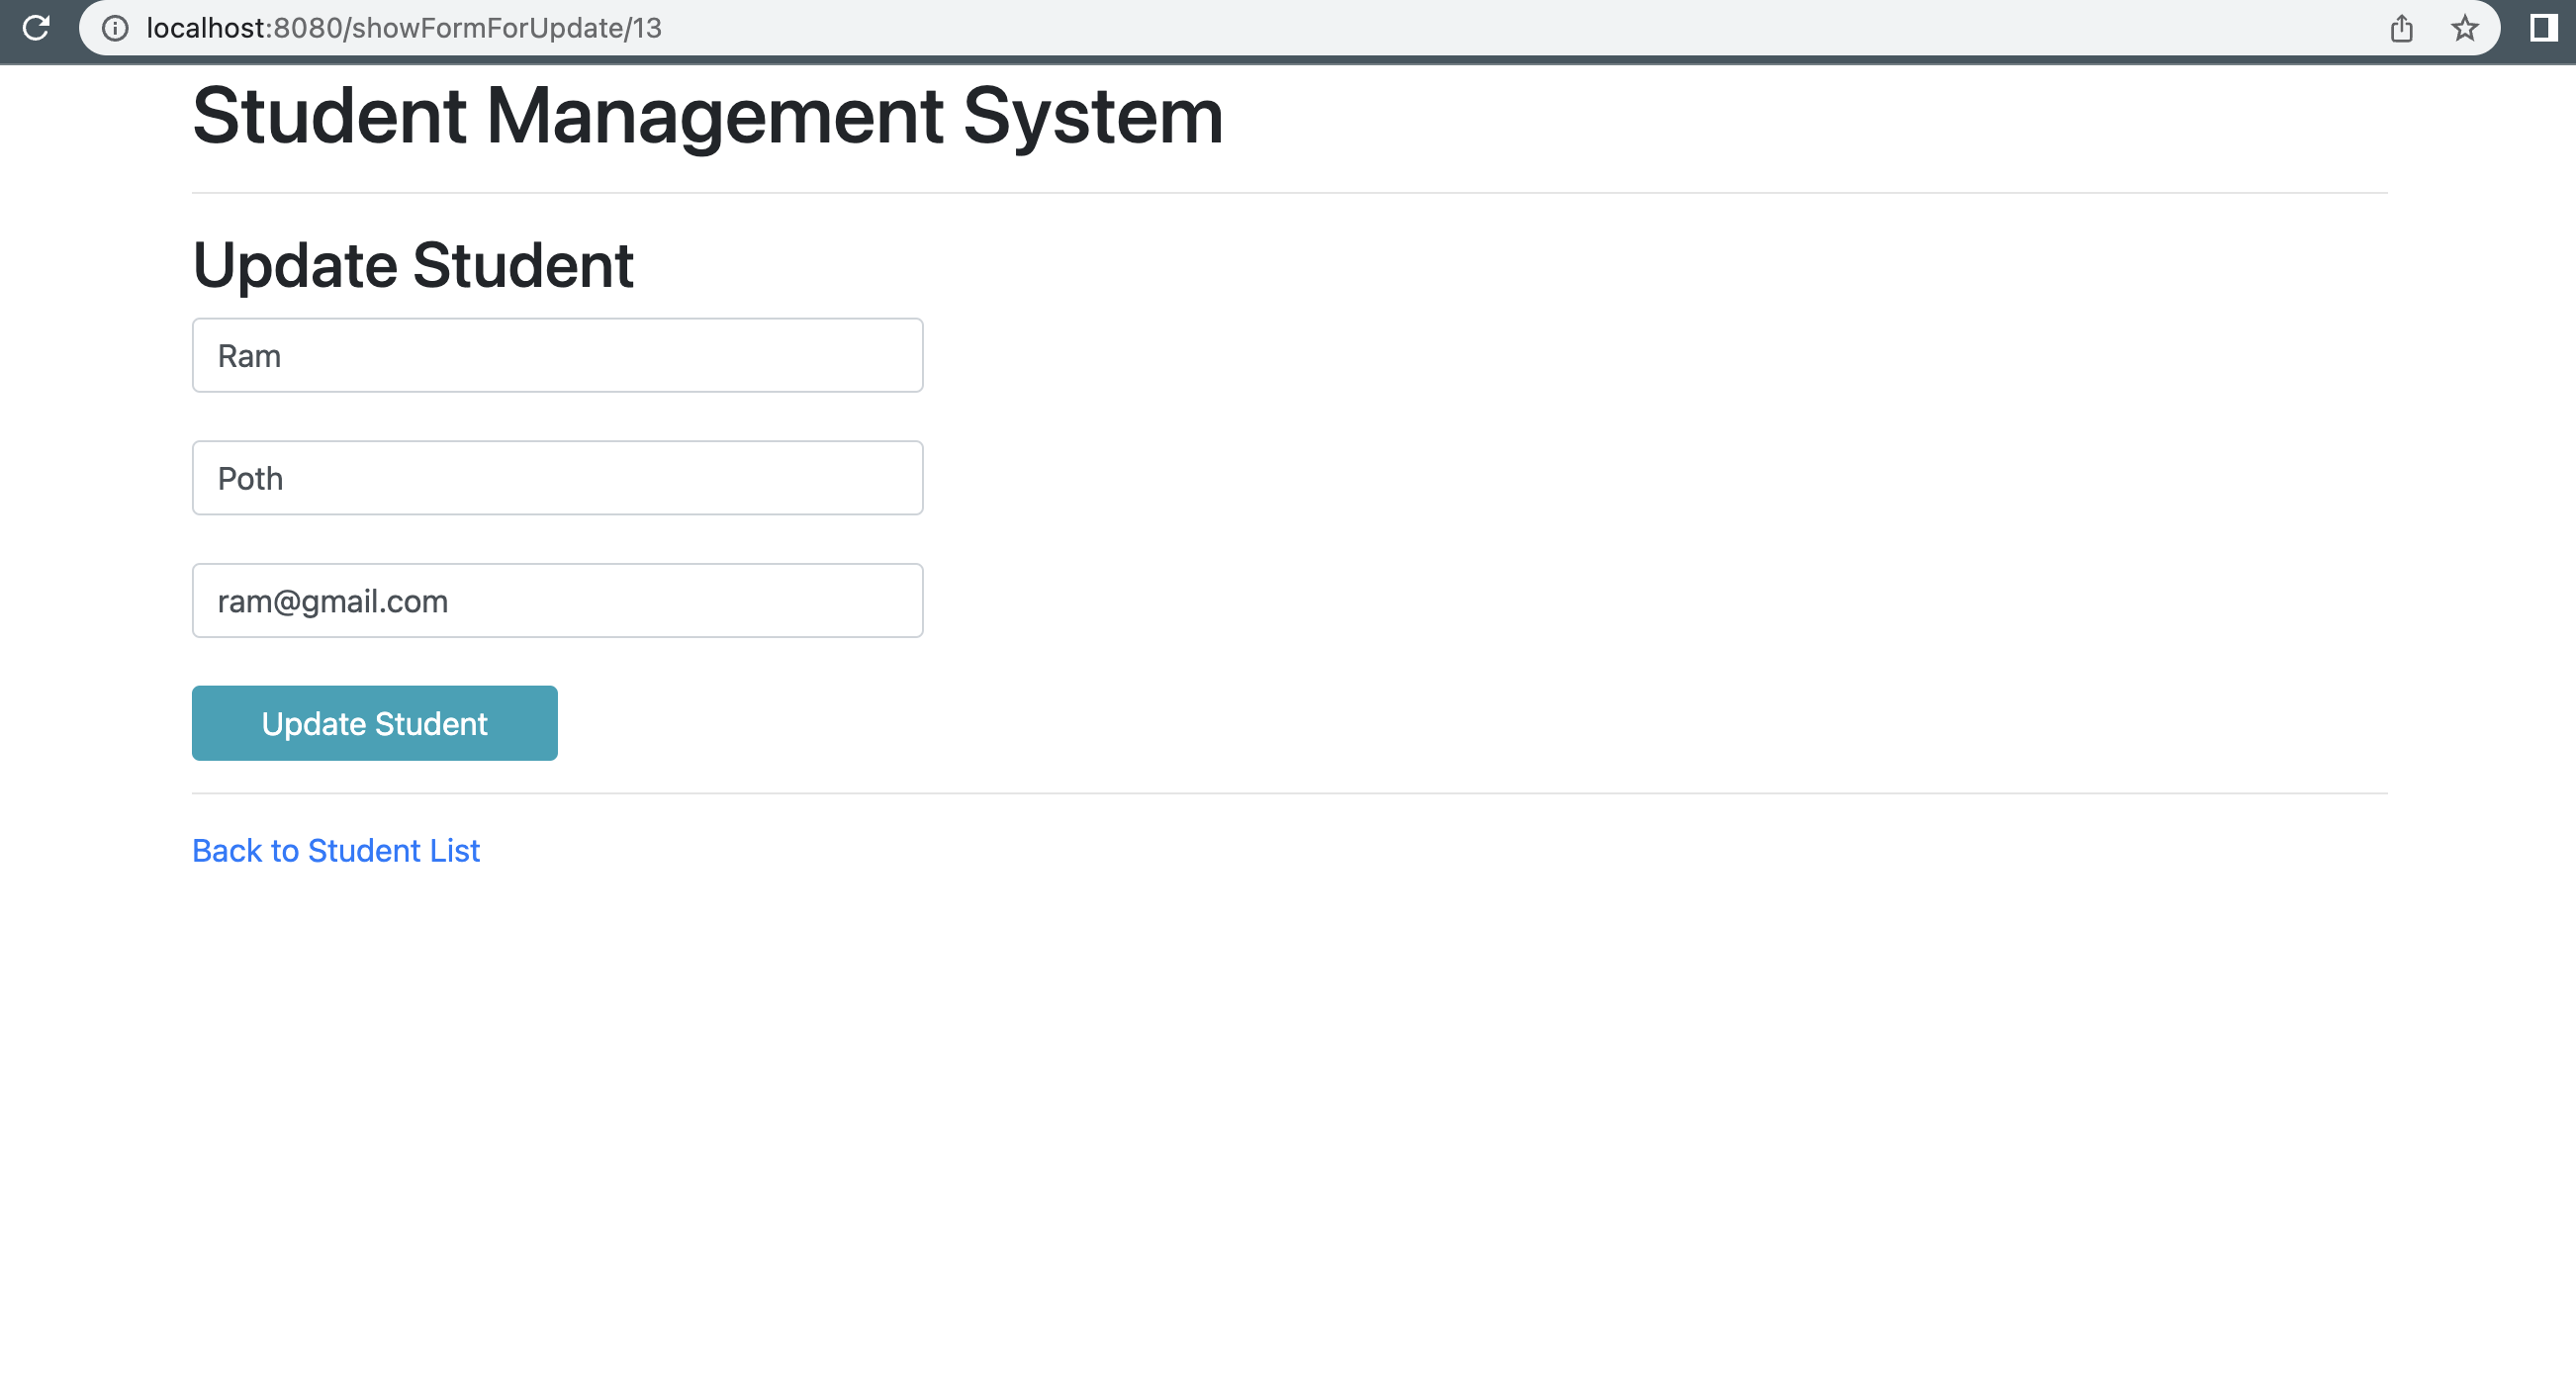 localhost:8080/showFormForUpdate/13
Student Management System
Update Student
Ram
Poth
ram@gmail.com
Update Student
Back to Student List